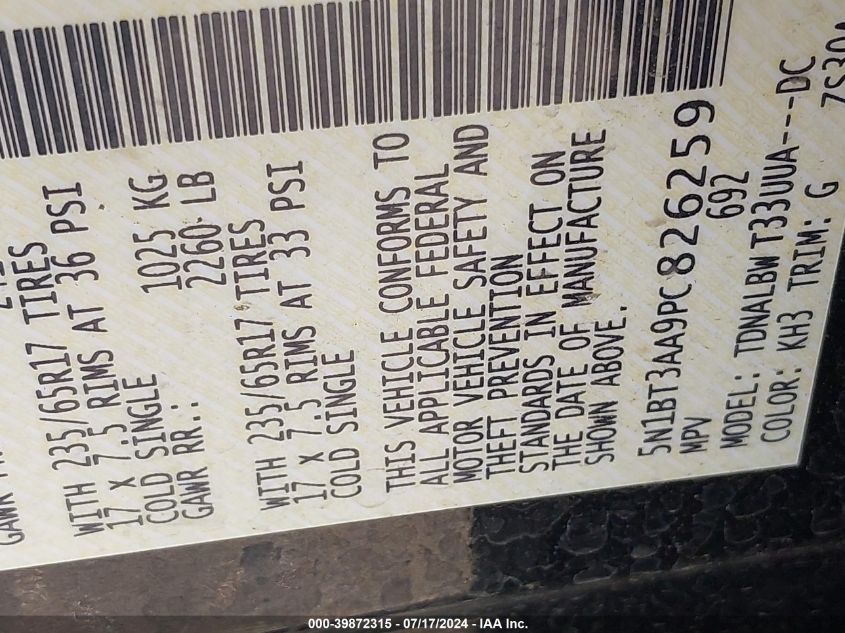 WITH 235/65R17 TIRES
17 X 7.5 RIMS AT 36 PSI
COLD SINGLE
GAWR RR.: 1025 KG
2260 LB
WITH 235/65R17 TIRES
17 X 7.5 RIMS AT 33 PSI
COLD SINGLE
THIS VEHICLE CONFORMS TO
ALL APPLICABLE FEDERAL
MOTOR VEHICLE SAFETY AND
THEFT PREVENTION
STANDARDS IN EFFECT ON
THE DATE OF MANUFACTURE
SHOWN ABOVE.
5N1BT3AA9PC826259
MPV 692
MODEL: TDNALBW T33UUA---DC
COLOR: KH3 TRIM: G
000-39872315 - 07/17/2024 - IAA Inc.